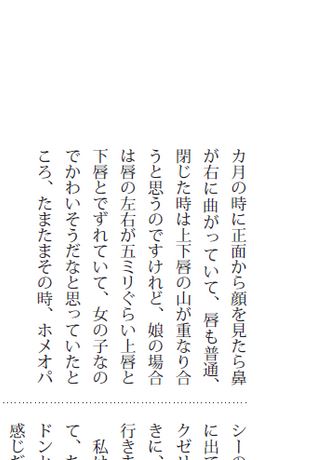 カ月の時に正面から顔を見たら鼻
が右に曲がっていて、唇も普通、
閉じた時は上下唇の山が重なり合
うと思うのですけれど、娘の場合
は唇の左右が五ミリぐらい上唇と
下唇とでずれていて、女の子なの
でかわいそうだなと思っていたと
ころ、たまたまその時、ホメオパ
シーの
に出て
クゼリ
きに、
行きま
私は
て、ち
ドンナ
感じだ